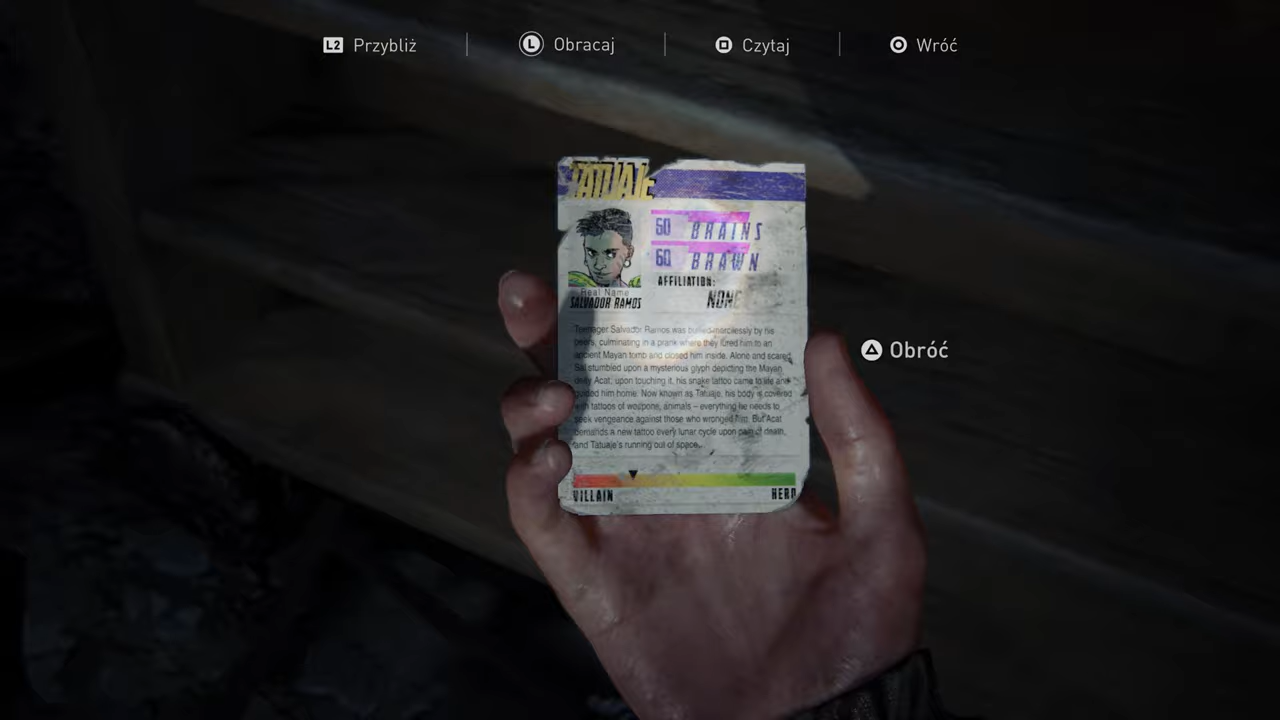 L2 Przybliż
L Obracaj
Czytaj
Wróć
TATUAJE
60 BRAINS
60 BRAWN
AFFILIATION:
NONE
Real Name
SALVADOR RAMOS
Teenager Salvador Ramos was bullied mercilessly by his
peers, culminating in a prank where they lured him to an
ancient Mayan tomb and closed him inside. Alone and scared,
Sal stumbled upon a mysterious glyph depicting the Mayan
deity Acat, upon touching it, his snake tattoo came to life and
guided him home. Now known as Tatuaje, his body is covered
with tattoos of weapons, animals – everything he needs to
seek vengeance against those who wronged him. But Acat
demands a new tattoo every lunar cycle upon pain of death,
and Tatuaje's running out of space...
VILLAIN
HERO
Obróć